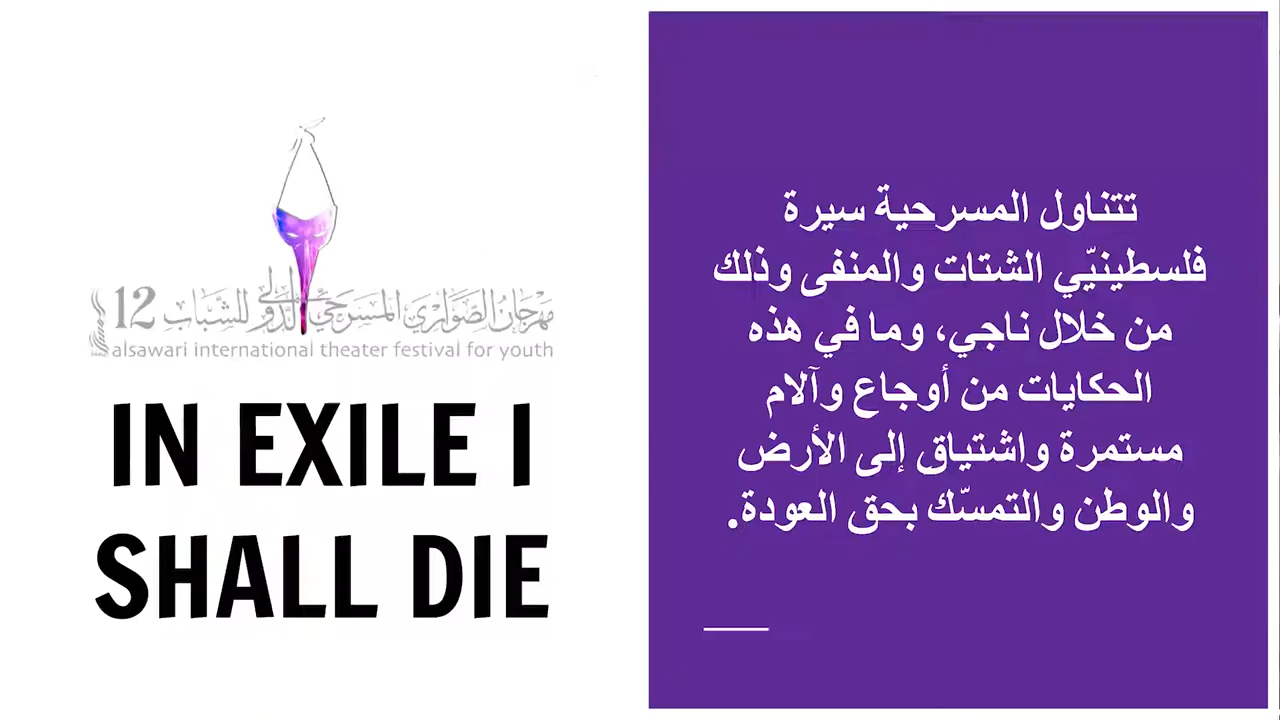 مهرجان الصواري المسرحي الدولي للشباب 12
alsawari international theater festival for youth
IN EXILE I
SHALL DIE
تتناول المسرحية سيرة
فلسطينيّي الشتات والمنفى وذلك
من خلال ناجي، وما في هذه
الحكايات من أوجاع وآلام
مستمرة واشتياق إلى الأرض
والوطن والتمسّك بحق العودة.